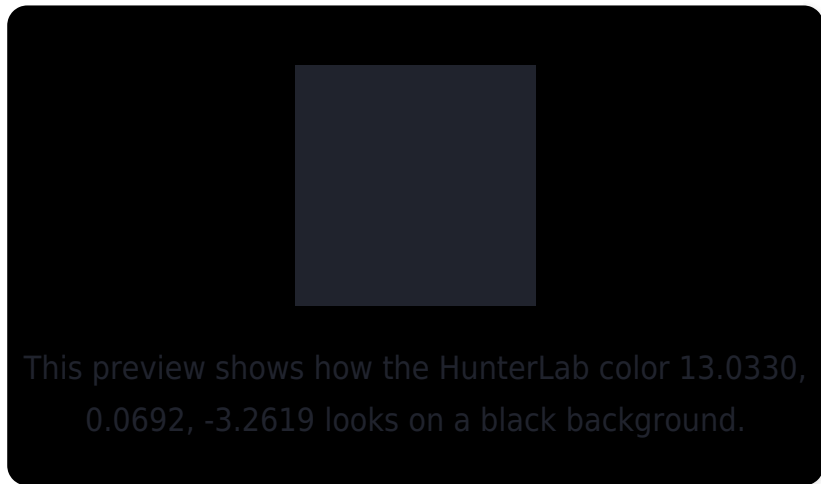 This preview shows how the HunterLab color 13.0330,
0.0692, -3.2619 looks on a black background.